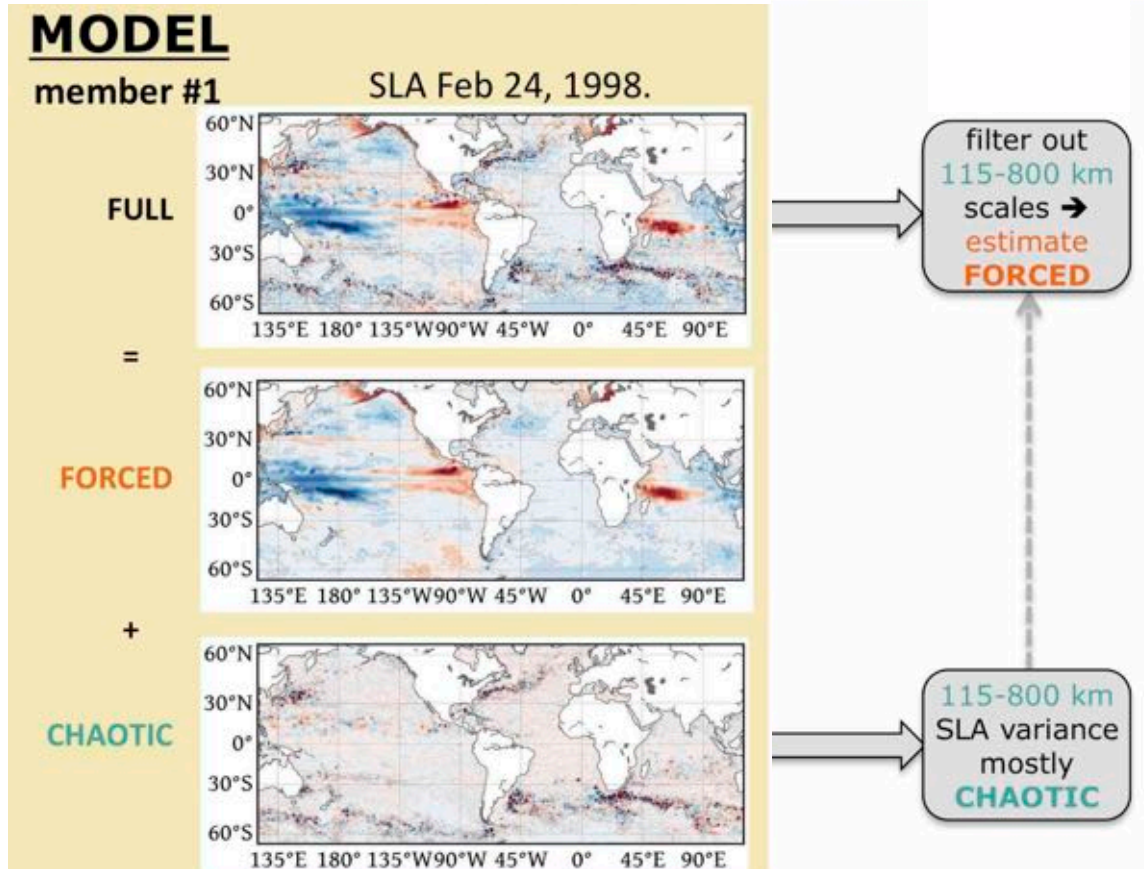 MODEL
member #1
SLA Feb 24, 1998.
FULL
60°N
30°N
0°
30°S
60°S
135°E 180° 135°W90°W 45°W 0° 45°E 90°E
=
FORCED
60°N
30°N
0°
30°S
60°S
135°E 180° 135°W90°W 45°W 0° 45°E 90°E
+
CHAOTIC
60°N
30°N
0°
30°S
60°S
135°E 180° 135°W90°W 45°W 0° 45°E 90°E
filter out
115-800 km
scales ➔
estimate
FORCED
115-800 km
SLA variance
mostly
CHAOTIC